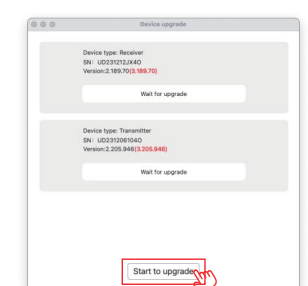 Device upgrade
Device type: Receiver
SN: UD231212JX4O
Version:2.189.70(3.189.70)
Wait for upgrade
Device type: Transmitter
SN: UD231206104O
Version:2.205.946(3.205.946)
Wait for upgrade
Start to upgrade